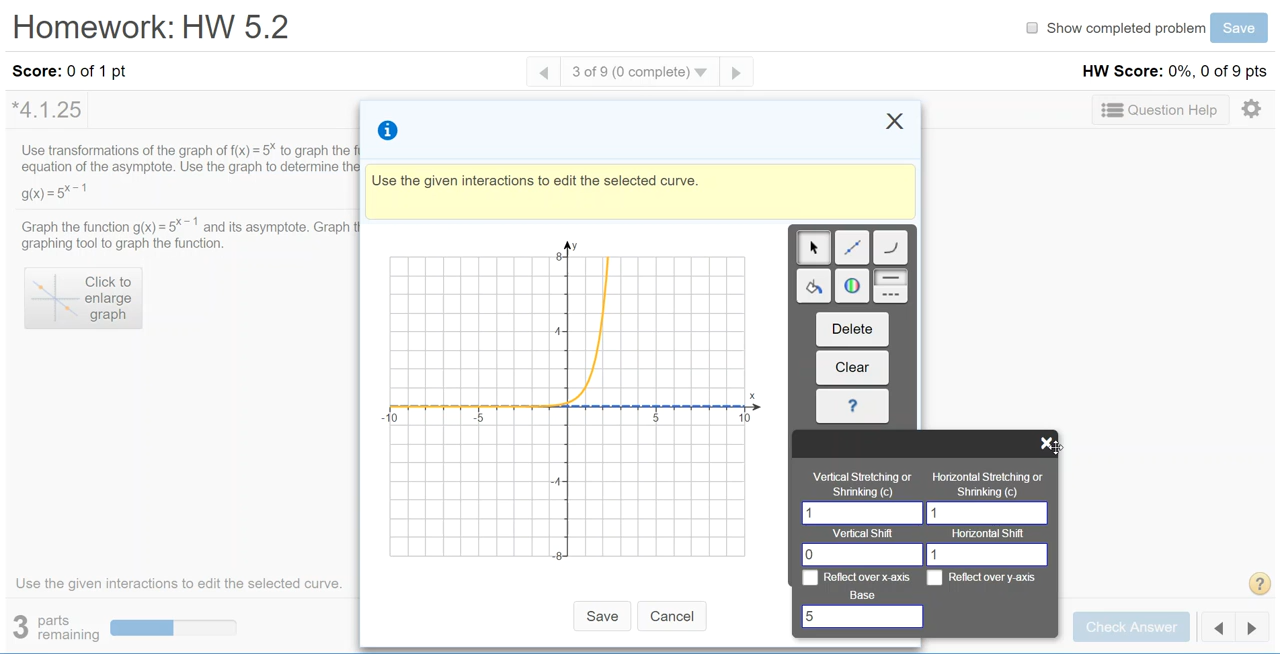 Homework: HW 5.2
Show completed problem
Save
Score: 0 of 1 pt
3 of 9 (0 complete)
HW Score: 0%, 0 of 9 pts
*4.1.25
Question Help
Use transformations of the graph of f(x) = 5^x to graph the
equation of the asymptote. Use the graph to determine the
g(x) = 5^x − 1
Graph the function g(x) = 5^x − 1 and its asymptote. Graph
graphing tool to graph the function.
Click to
enlarge
graph
Use the given interactions to edit the selected curve.
3 parts
remaining
Use the given interactions to edit the selected curve.
y
8
4
x
-10
-5
5
10
-4
-8
Save
Cancel
Delete
Clear
?
Vertical Stretching or
Shrinking (c)
Horizontal Stretching or
Shrinking (c)
1
1
Vertical Shift
Horizontal Shift
0
1
Reflect over x-axis
Reflect over y-axis
Base
5
?
Check Answer